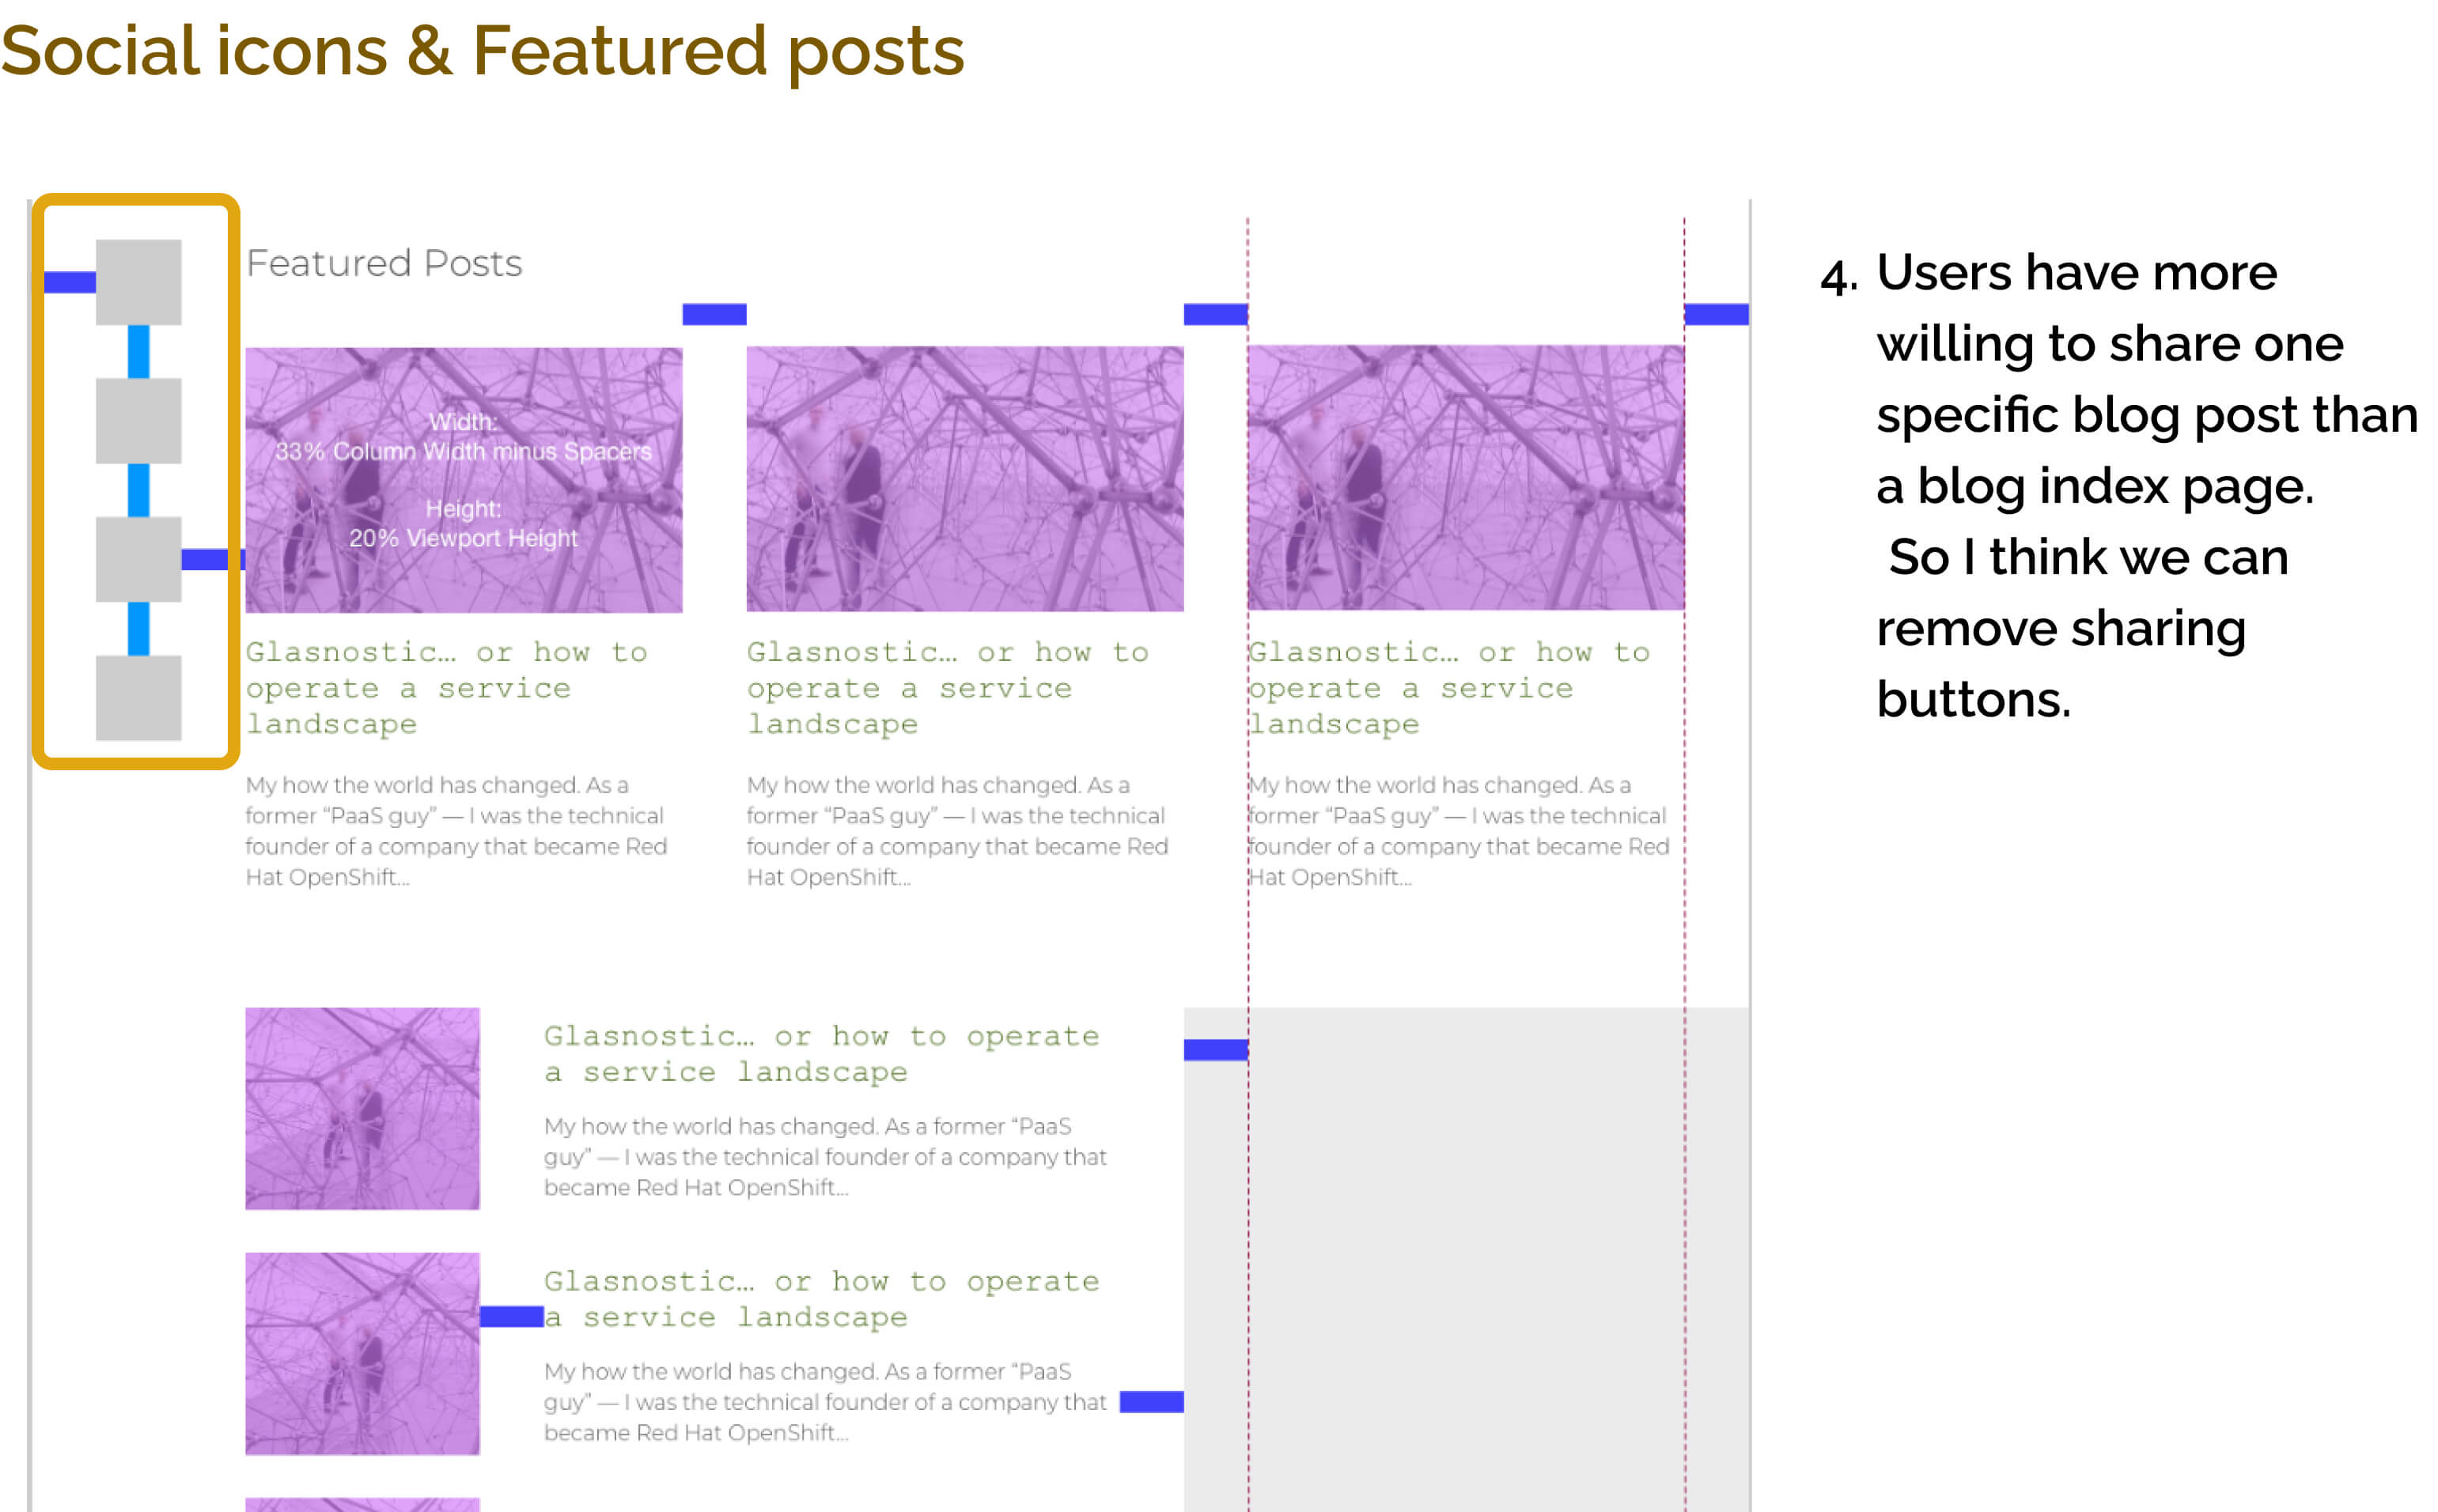 Social icons & Featured posts
Featured Posts
Width:
33% Column Width minus Spacers
Height:
20% Viewport Height
Glasnostic… or how to
operate a service
landscape
My how the world has changed. As a
former “PaaS guy” — I was the technical
founder of a company that became Red
Hat OpenShift...
Glasnostic… or how to
operate a service
landscape
My how the world has changed. As a
former “PaaS guy” — I was the technical
founder of a company that became Red
Hat OpenShift...
Glasnostic… or how to
operate a service
landscape
My how the world has changed. As a
former “PaaS guy” — I was the technical
founder of a company that became Red
Hat OpenShift...
Glasnostic… or how to operate
a service landscape
My how the world has changed. As a former “PaaS
guy” — I was the technical founder of a company that
became Red Hat OpenShift...
Glasnostic… or how to operate
a service landscape
My how the world has changed. As a former “PaaS
guy” — I was the technical founder of a company that
became Red Hat OpenShift...
4. Users have more
willing to share one
specific blog post than
a blog index page.
So I think we can
remove sharing
buttons.